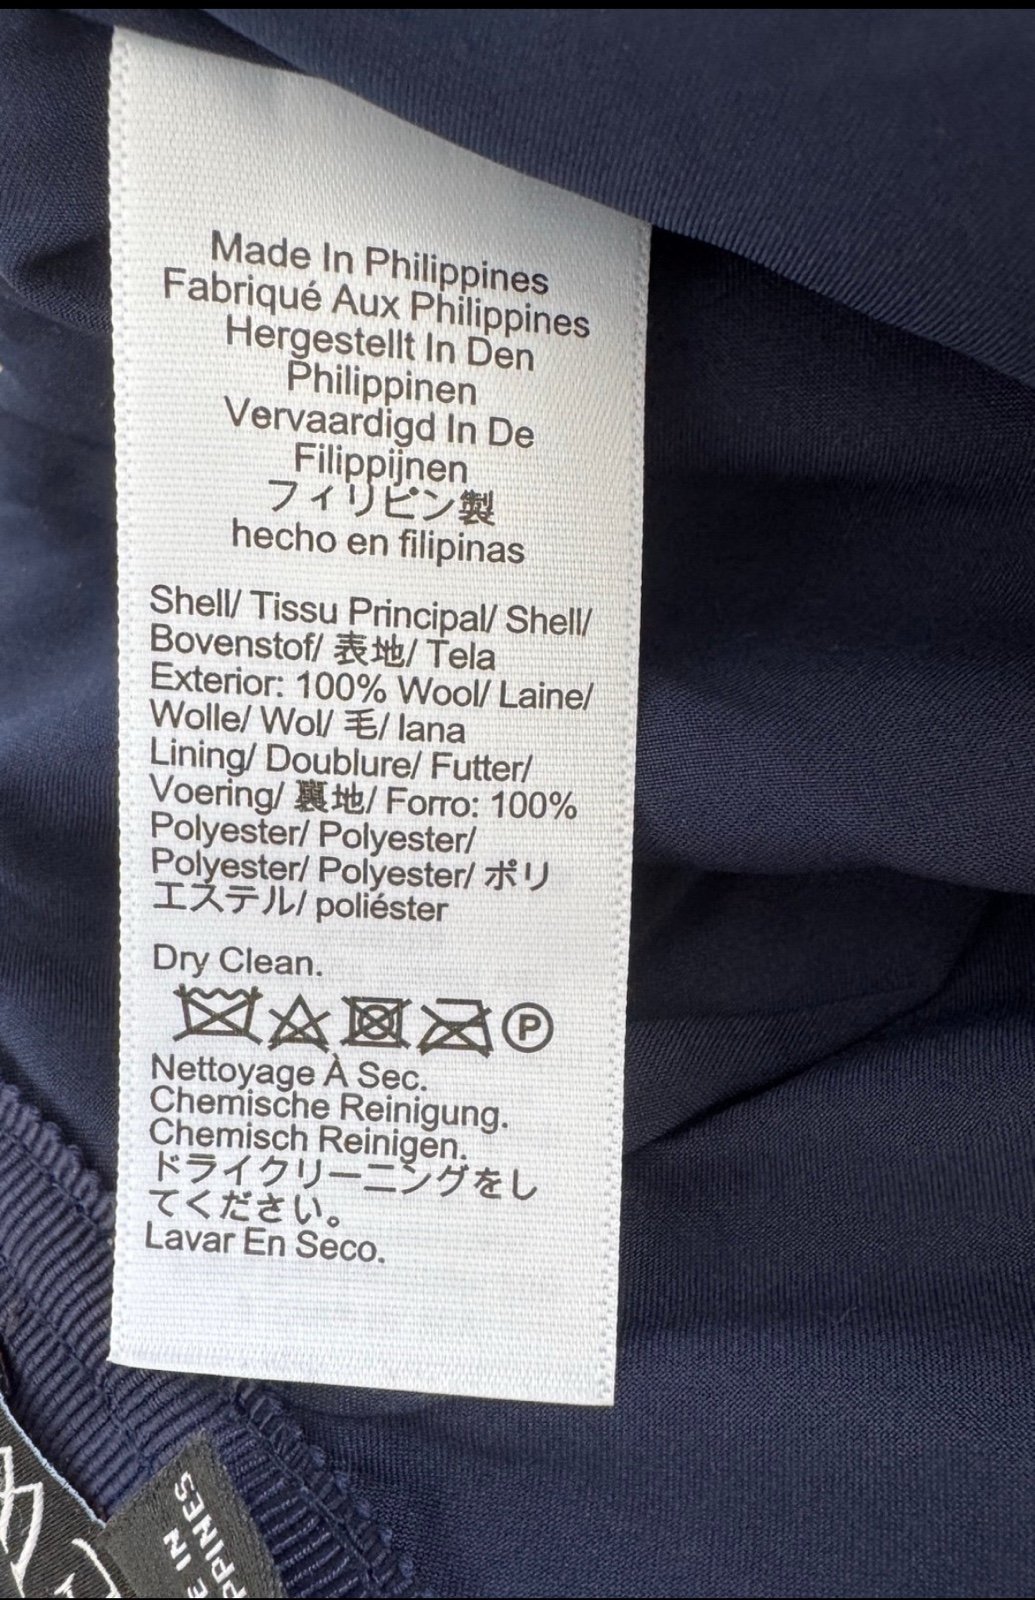 Made In Philippines
Fabriqué Aux Philippines
Hergestellt In Den
Philippinen
Vervaardigd In De
Filippijnen
フィリピン製
hecho en filipinas
Shell/ Tissu Principal/ Shell/
Bovenstof/ 表地/ Tela
Exterior: 100% Wool/ Laine/
Wolle/ Wol/ 毛/ lana
Lining/ Doublure/ Futter/
Voering/ 裏地/ Forro: 100%
Polyester/ Polyester/
Polyester/ Polyester/ ポリ
エステル/ poliéster
Dry Clean.
P
Nettoyage À Sec.
Chemische Reinigung.
Chemisch Reinigen.
ドライクリーニングをし
てください。
Lavar En Seco.
E IN
PPINES